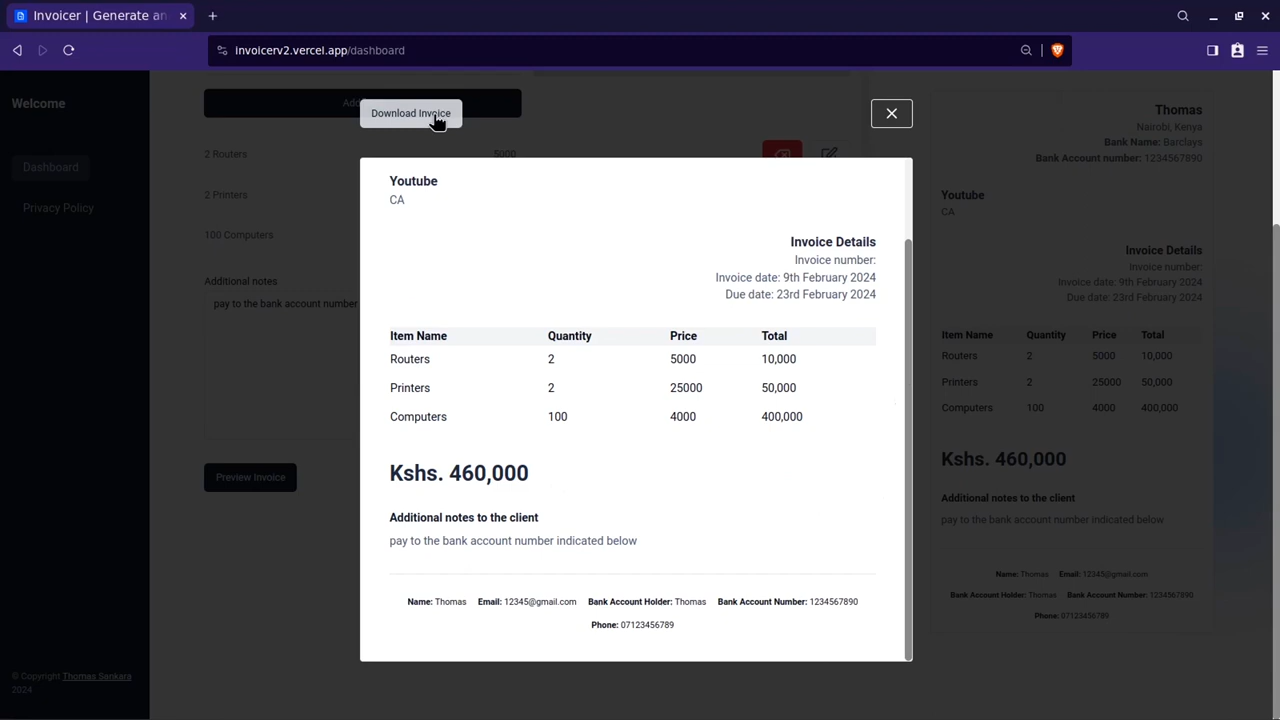 Invoicer | Generate an
invoicerv2.vercel.app/dashboard
Welcome
Dashboard
Privacy Policy
© Copyright Thomas Sankara
2024
Add
2 Routers 5000
2 Printers
100 Computers
Additional notes
pay to the bank account number
Preview Invoice
Download Invoice
Youtube
CA
Invoice Details
Invoice number:
Invoice date: 9th February 2024
Due date: 23rd February 2024
Item Name Quantity Price Total
Routers 2 5000 10,000
Printers 2 25000 50,000
Computers 100 4000 400,000
Kshs. 460,000
Additional notes to the client
pay to the bank account number indicated below
Name: Thomas Email: 12345@gmail.com Bank Account Holder: Thomas Bank Account Number: 1234567890
Phone: 07123456789
Thomas
Nairobi, Kenya
Bank Name: Barclays
Bank Account number: 1234567890
Youtube
CA
Invoice Details
Invoice number:
Invoice date: 9th February 2024
Due date: 23rd February 2024
Item Name Quantity Price Total
Routers 2 5000 10,000
Printers 2 25000 50,000
Computers 100 4000 400,000
Kshs. 460,000
Additional notes to the client
pay to the bank account number indicated below
Name: Thomas Email: 12345@gmail.com
Bank Account Holder: Thomas Bank Account Number: 1234567890
Phone: 07123456789